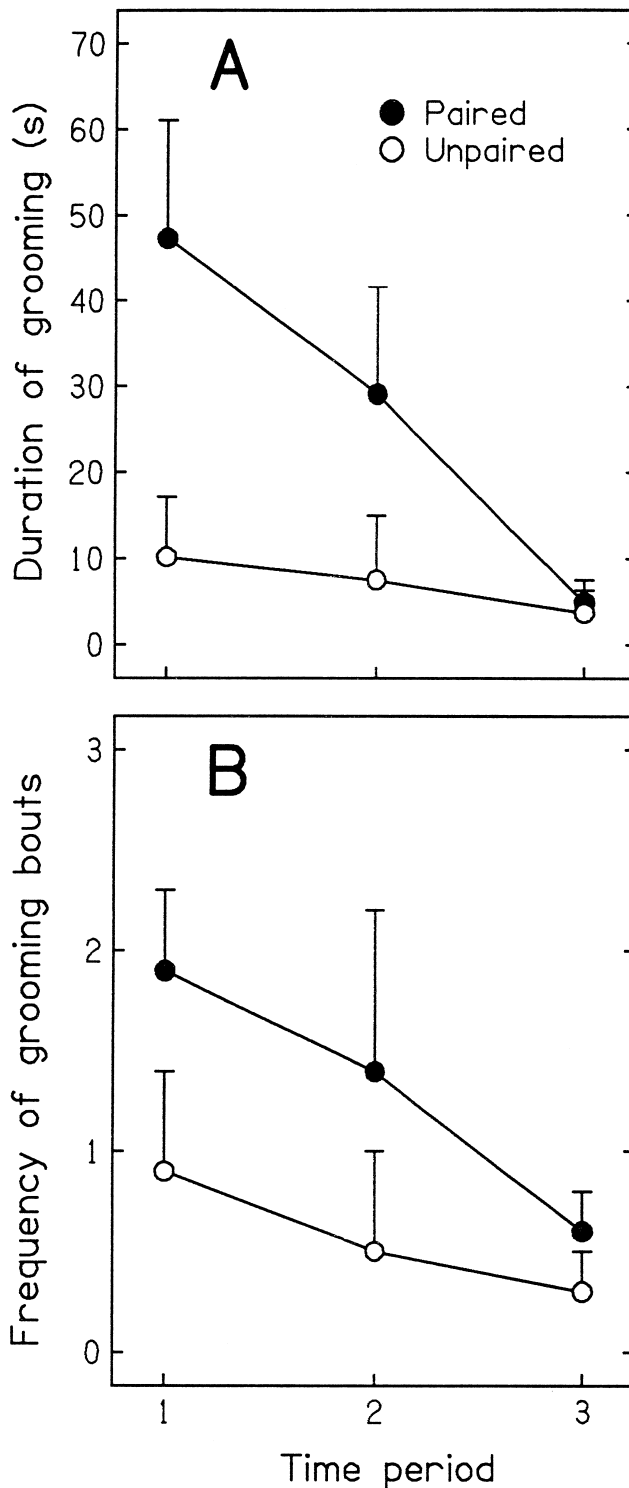 A
Paired
Unpaired
Duration of grooming (s)
70
60
50
40
30
20
10
0
B
Frequency of grooming bouts
3
2
1
0
1 2 3
Time period